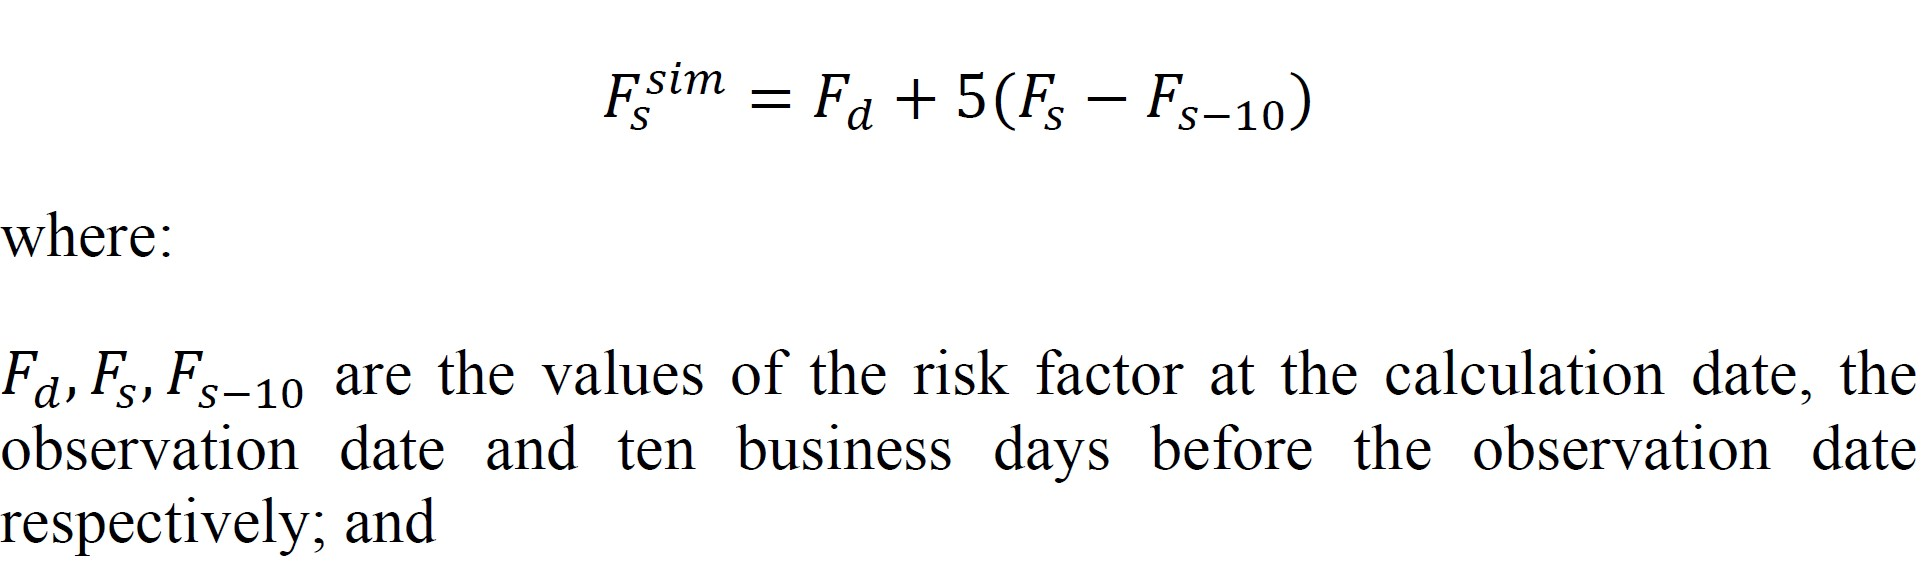 F_s^{sim} = F_d + 5(F_s − F_{s−10})
where:
F_d, F_s, F_{s−10} are the values of the risk factor at the calculation date, the
observation date and ten business days before the observation date
respectively; and